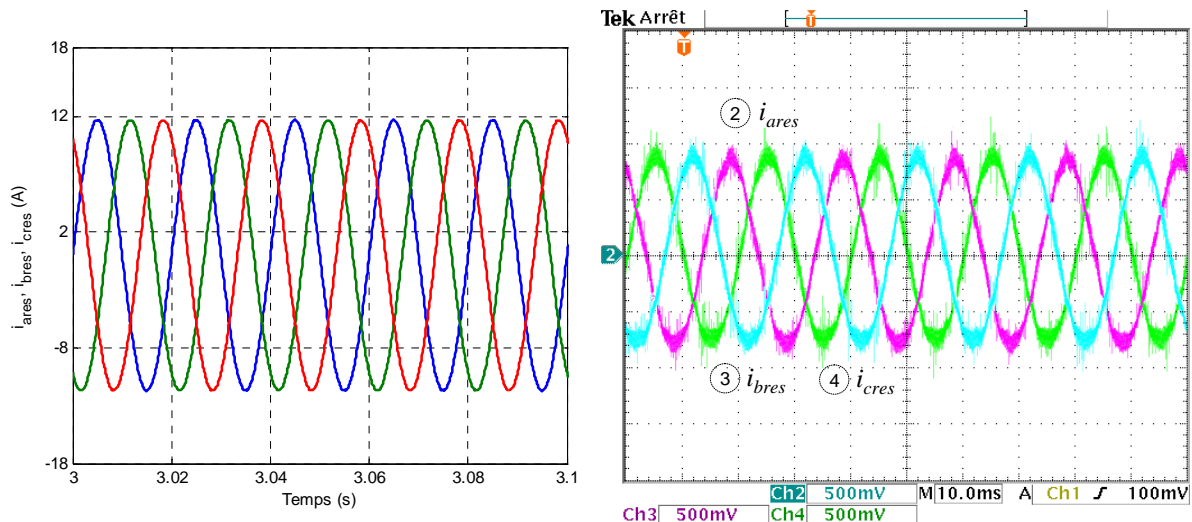 18
12
2
-8
-18
i_ares, i_bres, i_cres (A)
3
3.02
3.04
3.06
3.08
3.1
Temps (s)
Tek Arrêt
T
T
2 i_ares
2
3 i_bres
4 i_cres
Ch2 500mV M 10.0ms A Ch1 100mV
Ch3 500mV Ch4 500mV